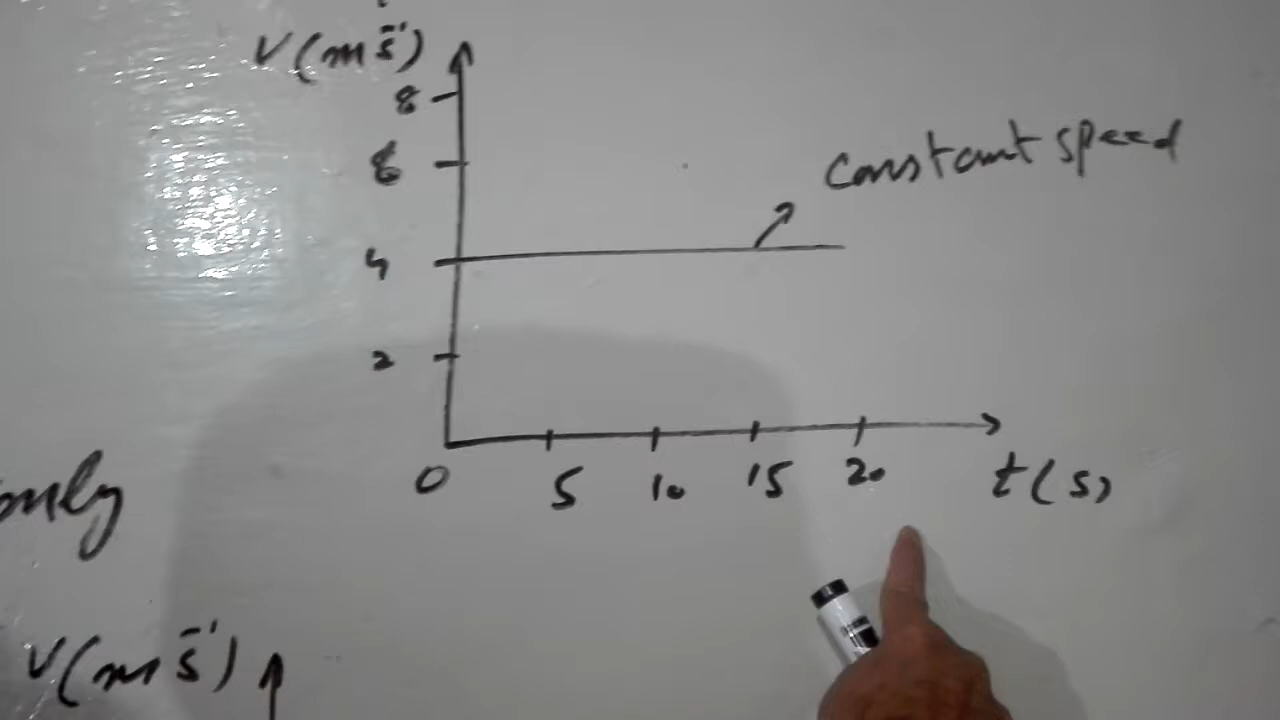 V(ms⁻¹)
8
6
constant speed
4
2
0 5 10 15 20 t(s)
only
V(ms⁻¹)